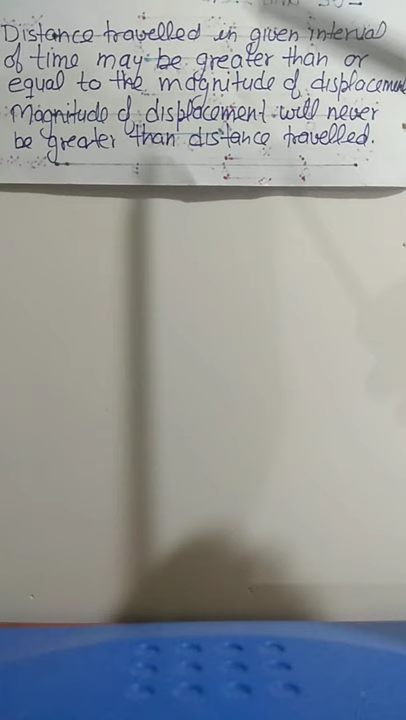 Distance travelled in given interval
of time may be greater than or
equal to the magnitude of displacement
Magnitude of displacement will never
be greater than distance travelled.